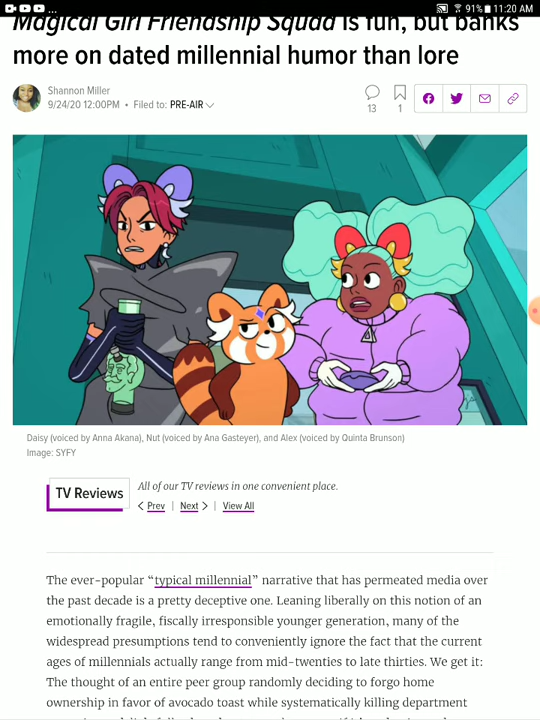 91% 11:20 AM
Magical Girl Friendship Squad is fun, but banks
more on dated millennial humor than lore
Shannon Miller
9/24/20 12:00PM • Filed to: PRE-AIR
13
1
Daisy (voiced by Anna Akana), Nut (voiced by Ana Gasteyer), and Alex (voiced by Quinta Brunson)
Image: SYFY
TV Reviews
All of our TV reviews in one convenient place.
< Prev | Next > | View All
The ever-popular “typical millennial” narrative that has permeated media over
the past decade is a pretty deceptive one. Leaning liberally on this notion of an
emotionally fragile, fiscally irresponsible younger generation, many of the
widespread presumptions tend to conveniently ignore the fact that the current
ages of millennials actually range from mid-twenties to late thirties. We get it:
The thought of an entire peer group randomly deciding to forgo home
ownership in favor of avocado toast while systematically killing department